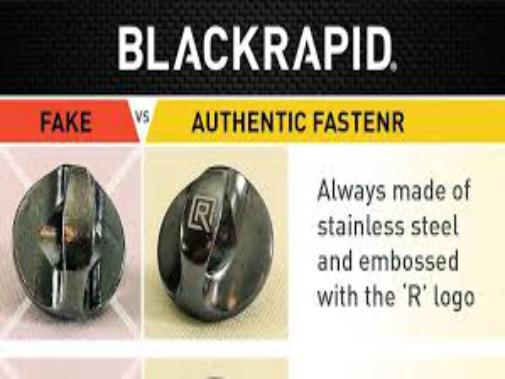 BLACKRAPID.
FAKE VS AUTHENTIC FASTENR
R
Always made of
stainless steel
and embossed
with the 'R' logo